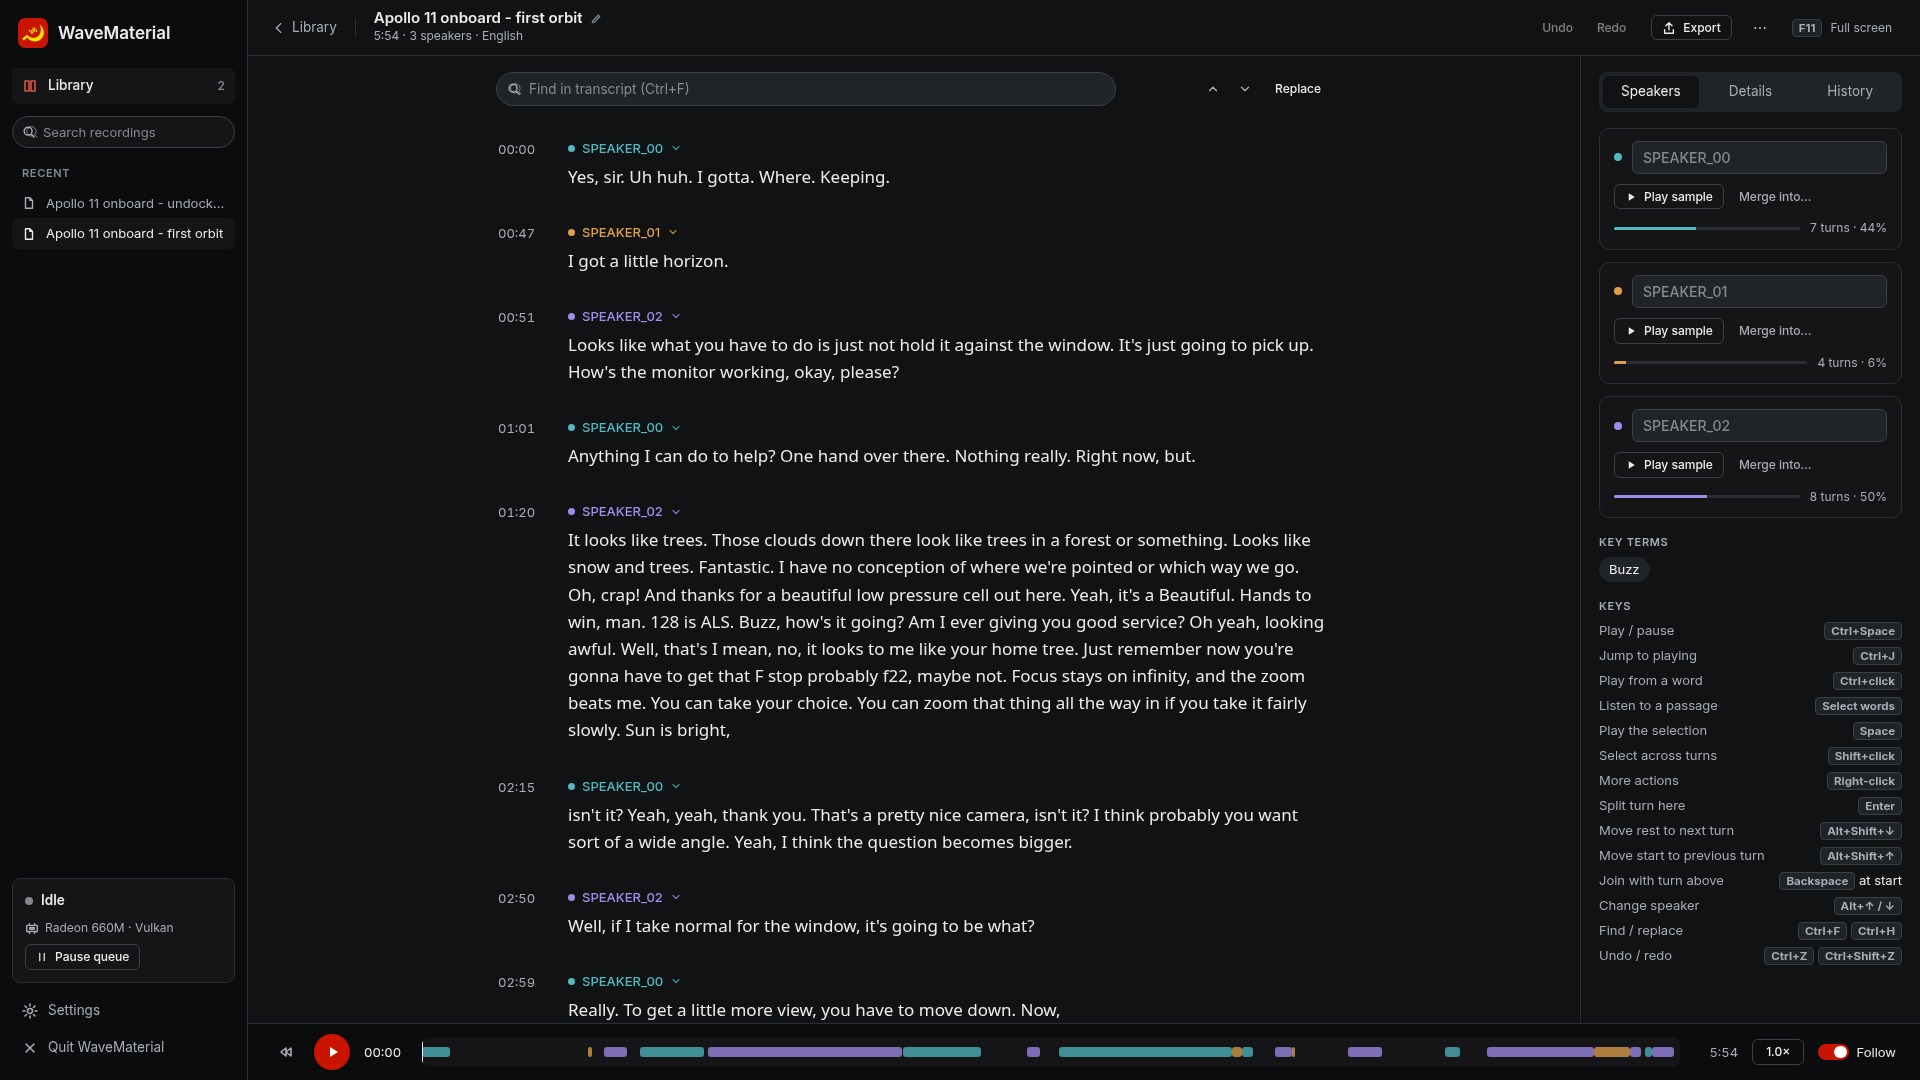 WaveMaterial
Library 2
Search recordings
RECENT
Apollo 11 onboard - undock...
Apollo 11 onboard - first orbit
Idle
Radeon 660M · Vulkan
Pause queue
Settings
Quit WaveMaterial
Library
Apollo 11 onboard - first orbit
5:54 · 3 speakers · English
Undo
Redo
Export
F11 Full screen
Find in transcript (Ctrl+F)
Replace
00:00 SPEAKER_00
Yes, sir. Uh huh. I gotta. Where. Keeping.
00:47 SPEAKER_01
I got a little horizon.
00:51 SPEAKER_02
Looks like what you have to do is just not hold it against the window. It's just going to pick up.
How's the monitor working, okay, please?
01:01 SPEAKER_00
Anything I can do to help? One hand over there. Nothing really. Right now, but.
01:20 SPEAKER_02
It looks like trees. Those clouds down there look like trees in a forest or something. Looks like
snow and trees. Fantastic. I have no conception of where we're pointed or which way we go.
Oh, crap! And thanks for a beautiful low pressure cell out here. Yeah, it's a Beautiful. Hands to
win, man. 128 is ALS. Buzz, how's it going? Am I ever giving you good service? Oh yeah, looking
awful. Well, that's I mean, no, it looks to me like your home tree. Just remember now you're
gonna have to get that F stop probably f22, maybe not. Focus stays on infinity, and the zoom
beats me. You can take your choice. You can zoom that thing all the way in if you take it fairly
slowly. Sun is bright,
02:15 SPEAKER_00
isn't it? Yeah, yeah, thank you. That's a pretty nice camera, isn't it? I think probably you want
sort of a wide angle. Yeah, I think the question becomes bigger.
02:50 SPEAKER_02
Well, if I take normal for the window, it's going to be what?
02:59 SPEAKER_00
Really. To get a little more view, you have to move down. Now,
Speakers
Details
History
SPEAKER_00
Play sample Merge into...
7 turns · 44%
SPEAKER_01
Play sample Merge into...
4 turns · 6%
SPEAKER_02
Play sample Merge into...
8 turns · 50%
KEY TERMS
Buzz
KEYS
Play / pause Ctrl+Space
Jump to playing Ctrl+J
Play from a word Ctrl+click
Listen to a passage Select words
Play the selection Space
Select across turns Shift+click
More actions Right-click
Split turn here Enter
Move rest to next turn Alt+Shift+↓
Move start to previous turn Alt+Shift+↑
Join with turn above Backspace at start
Change speaker Alt+↑ / ↓
Find / replace Ctrl+F Ctrl+H
Undo / redo Ctrl+Z Ctrl+Shift+Z
00:00
5:54
1.0×
Follow